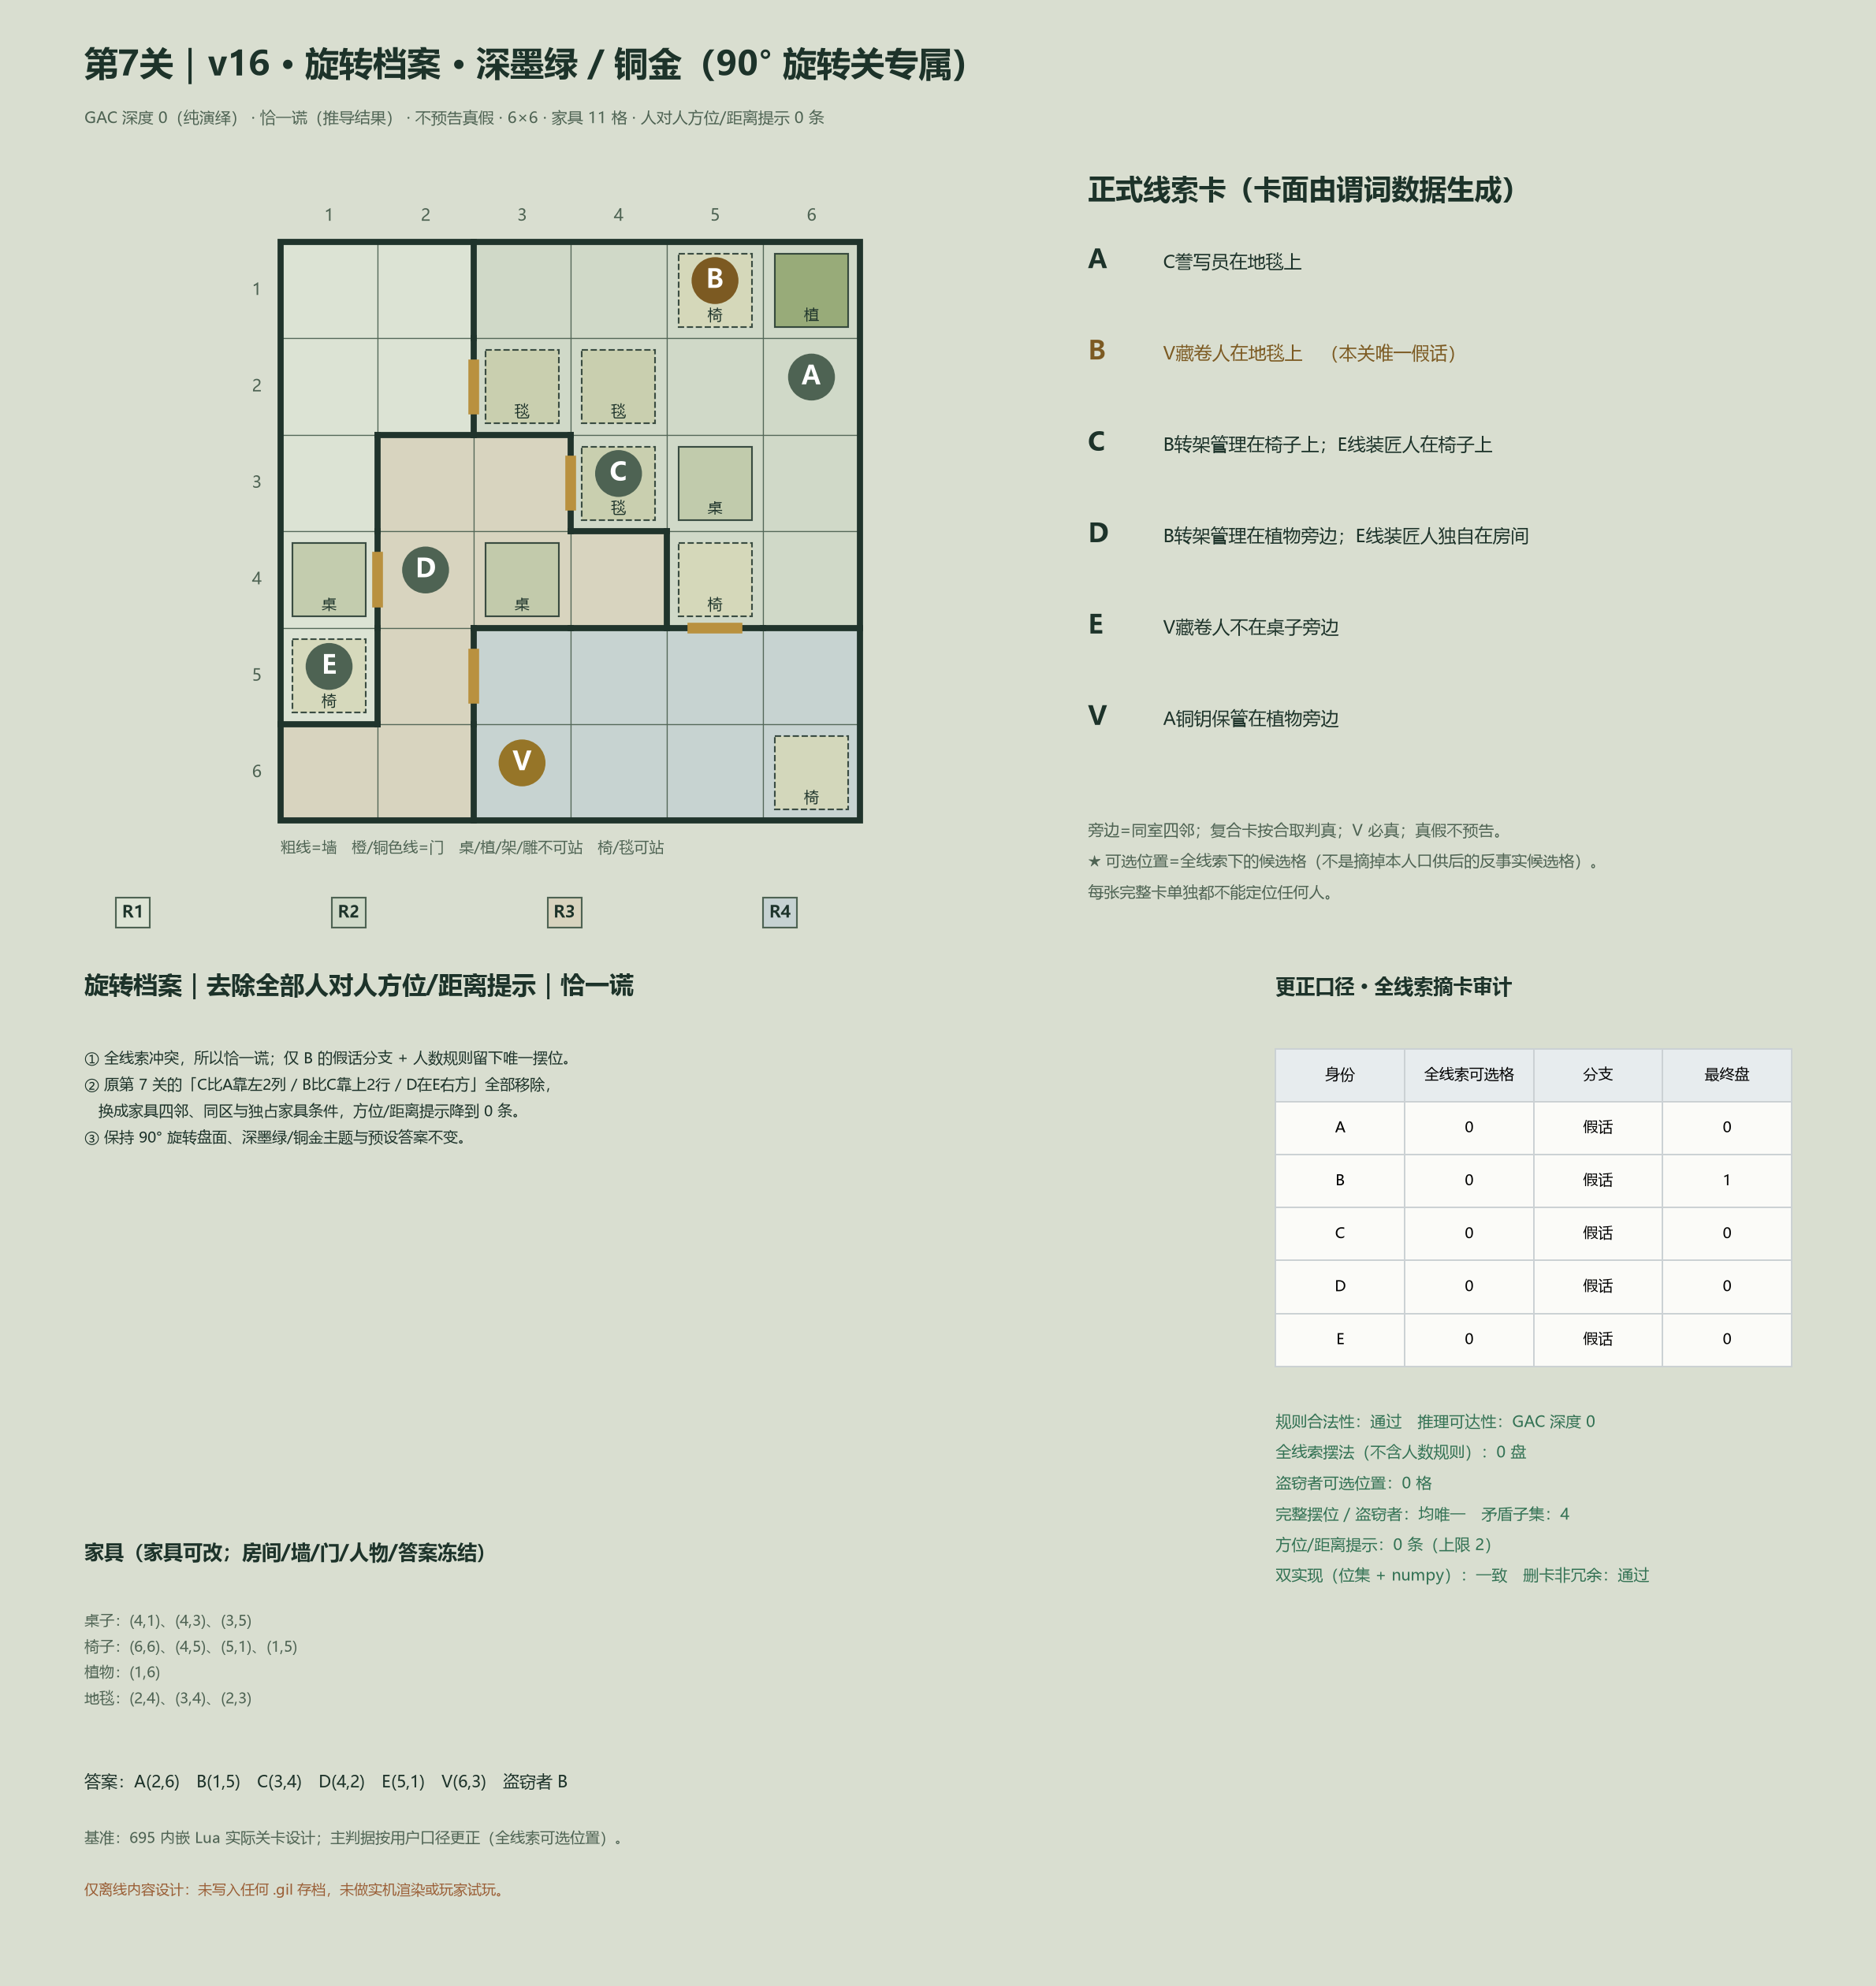 第7关｜v16・旋转档案・深墨绿 / 铜金（90° 旋转关专属）
GAC 深度 0（纯演绎） · 恰一谎（推导结果） · 不预告真假 · 6×6 · 家具 11 格 · 人对人方位/距离提示 0 条
正式线索卡（卡面由谓词数据生成）
1 2 3 4 5 6
1 B 椅 植
2 毯 毯 A
3 C 毯 桌
4 桌 D 桌 椅
5 E 椅
6 V 椅
粗线=墙 橙/铜色线=门 桌/植/架/雕不可站 椅/毯可站
R1 R2 R3 R4
A C誊写员在地毯上
B V藏卷人在地毯上 （本关唯一假话）
C B转架管理在椅子上；E线装匠人在椅子上
D B转架管理在植物旁边；E线装匠人独自在房间
E V藏卷人不在桌子旁边
V A铜钥保管在植物旁边
旁边=同室四邻；复合卡按合取判真；V 必真；真假不预告。
★ 可选位置=全线索下的候选格（不是摘掉本人口供后的反事实候选格）。
每张完整卡单独都不能定位任何人。
旋转档案｜去除全部人对人方位/距离提示｜恰一谎
① 全线索冲突，所以恰一谎；仅 B 的假话分支 + 人数规则留下唯一摆位。
② 原第 7 关的「C比A靠左2列 / B比C靠上2行 / D在E右方」全部移除，
换成家具四邻、同区与独占家具条件，方位/距离提示降到 0 条。
③ 保持 90° 旋转盘面、深墨绿/铜金主题与预设答案不变。
更正口径・全线索摘卡审计
身份 全线索可选格 分支 最终盘
A 0 假话 0
B 0 假话 1
C 0 假话 0
D 0 假话 0
E 0 假话 0
规则合法性：通过 推理可达性：GAC 深度 0
全线索摆法（不含人数规则）：0 盘
盗窃者可选位置：0 格
完整摆位 / 盗窃者：均唯一 矛盾子集：4
方位/距离提示：0 条（上限 2）
双实现（位集 + numpy）：一致 删卡非冗余：通过
家具（家具可改；房间/墙/门/人物/答案冻结）
桌子：(4,1)、(4,3)、(3,5)
椅子：(6,6)、(4,5)、(5,1)、(1,5)
植物：(1,6)
地毯：(2,4)、(3,4)、(2,3)
答案：A(2,6) B(1,5) C(3,4) D(4,2) E(5,1) V(6,3) 盗窃者 B
基准：695 内嵌 Lua 实际关卡设计；主判据按用户口径更正（全线索可选位置）。
仅离线内容设计：未写入任何 .gil 存档，未做实机渲染或玩家试玩。